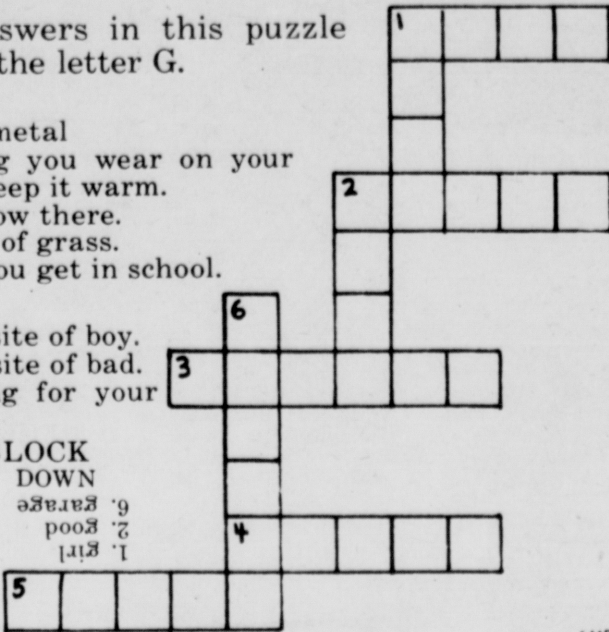 swers in this puzzle
the letter G.
metal
g you wear on your
eep it warm.
ow there.
of grass.
ou get in school.
ite of boy.
site of bad.
g for your
LOCK
DOWN
6. garage
2. good
1. girl
1
2
6
3
4
5